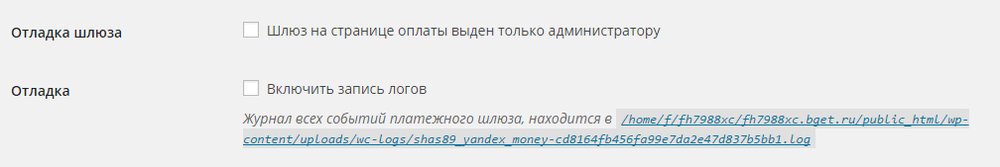 Отладка шлюза Шлюз на странице оплаты выден только администратору
Отладка Включить запись логов
Журнал всех событий платежного шлюза, находится в /home/f/fh7988xc/fh7988xc.bget.ru/public_html/wp-
content/uploads/wc-logs/shas89_yandex_money-cd8164fb456fa99e7da2e47d837b5bb1.log